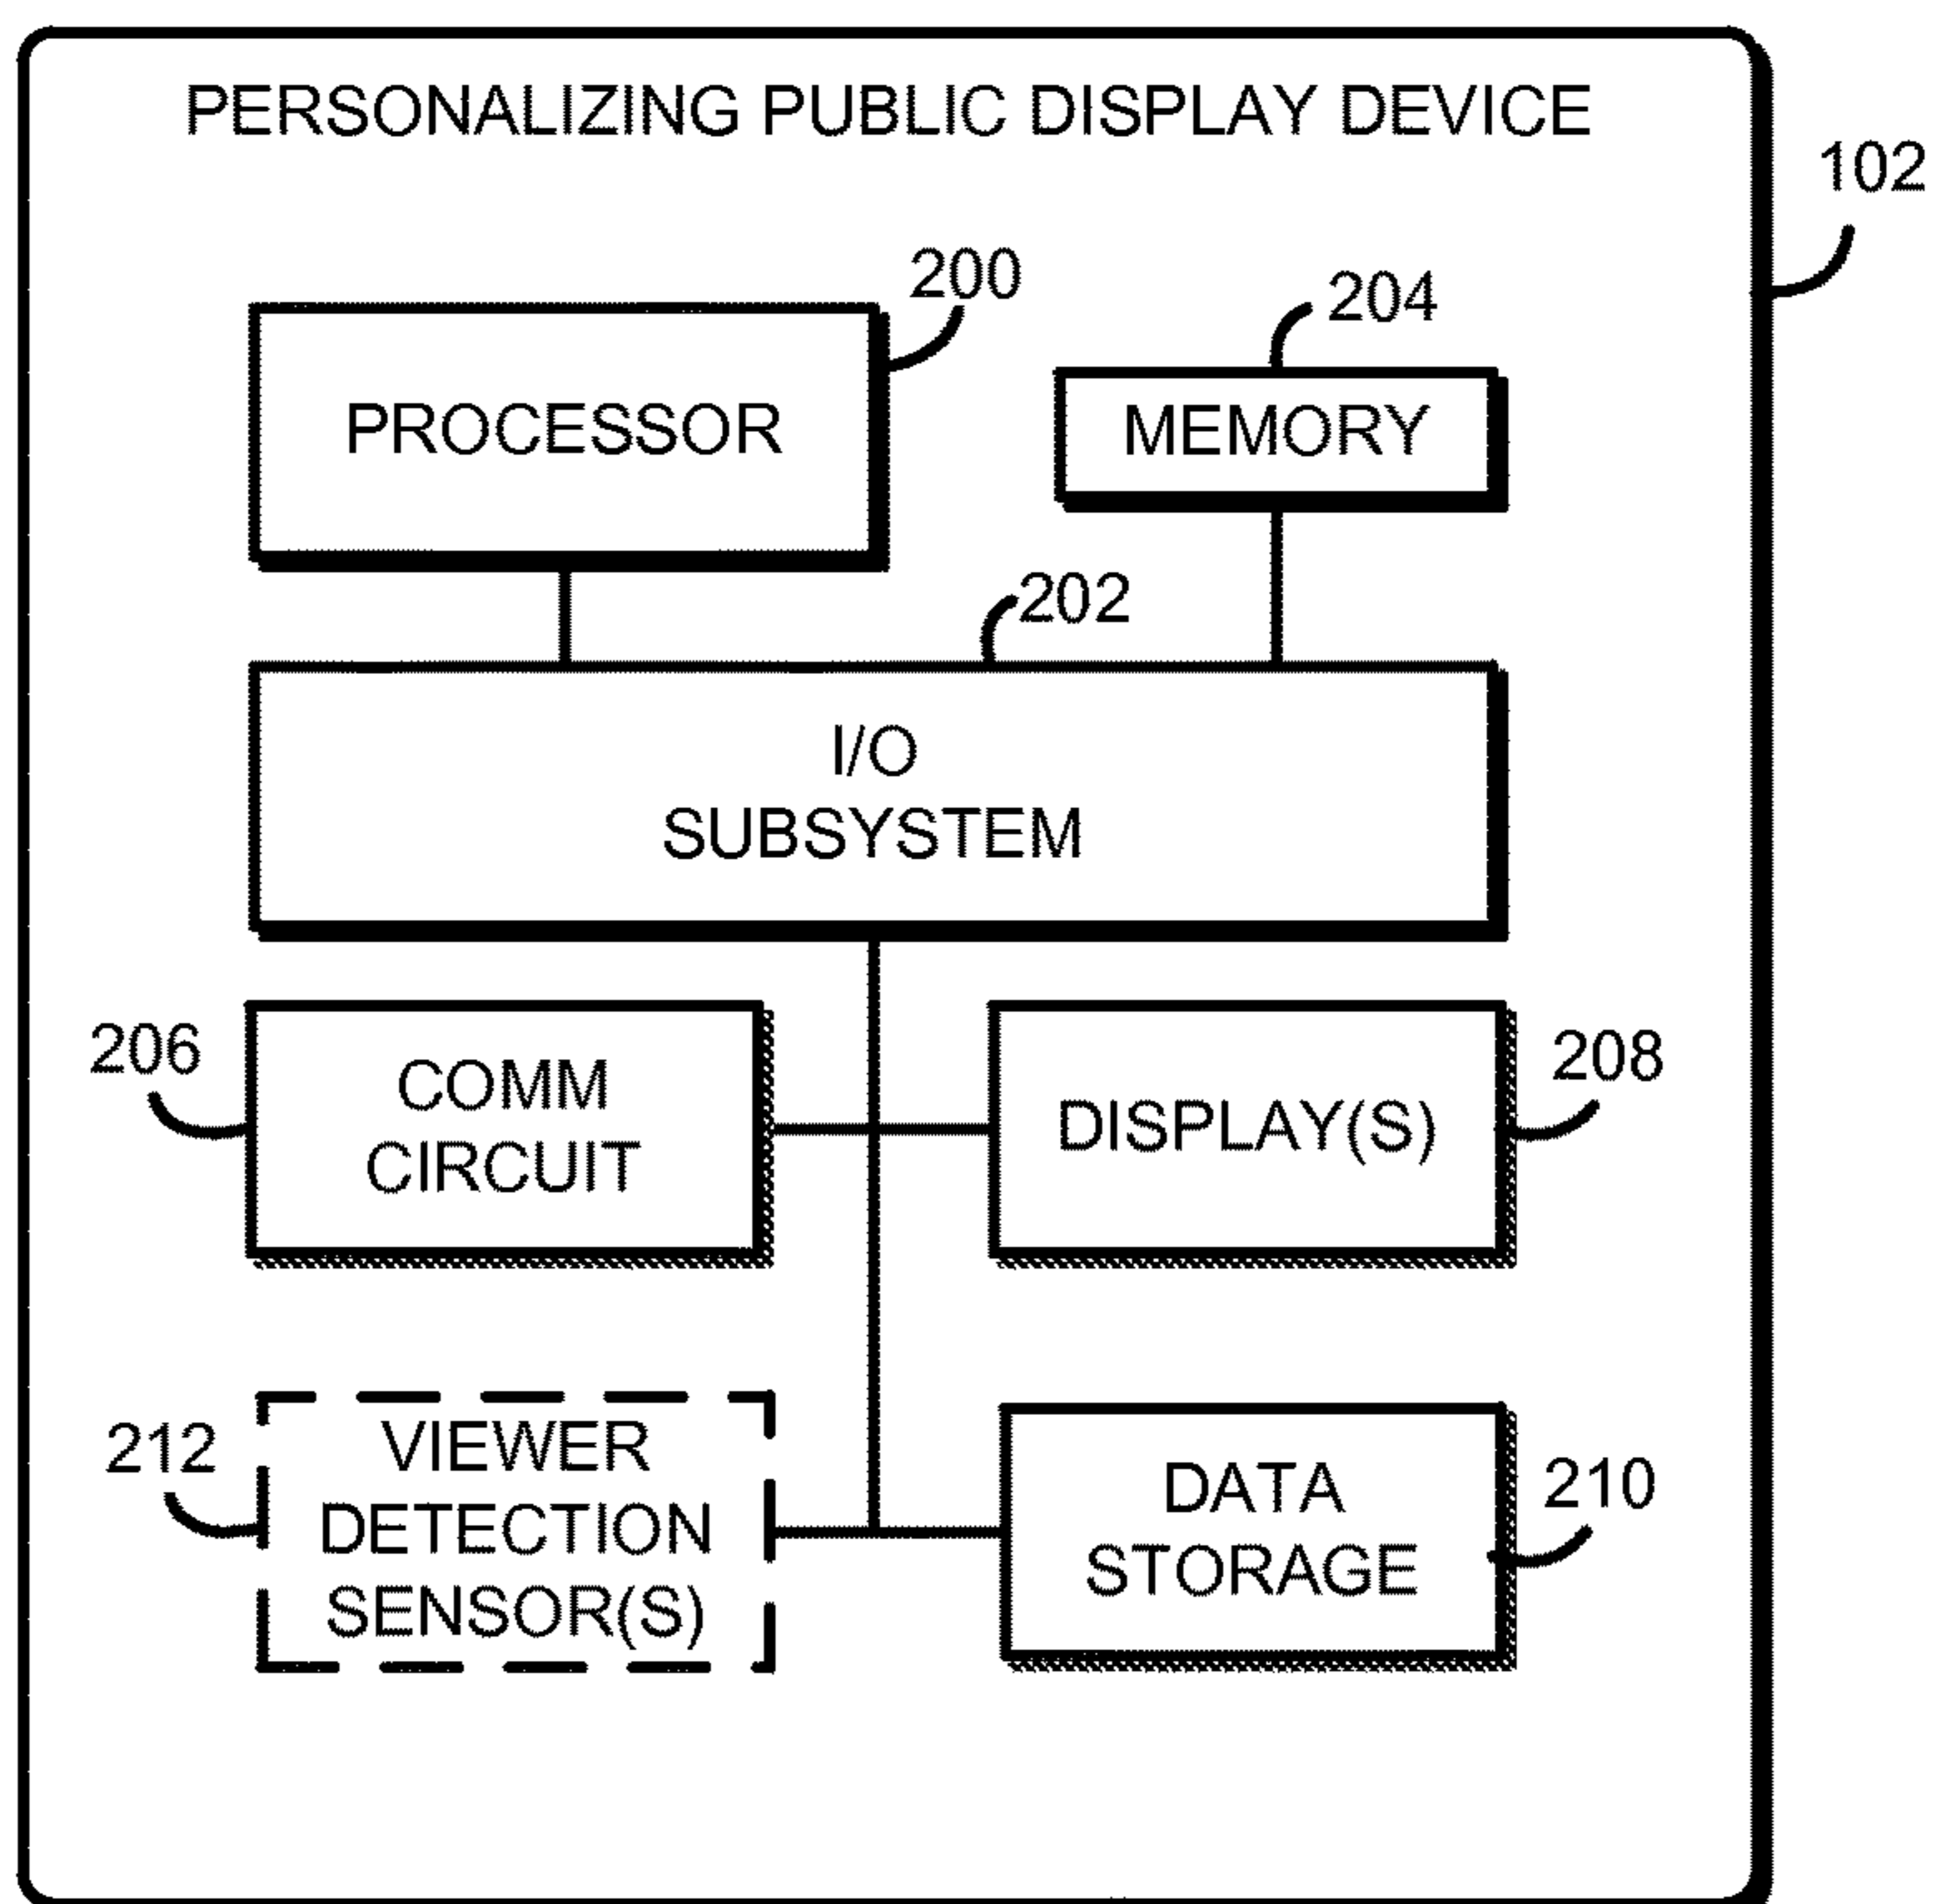 PERSONALIZING PUBLIC DISPLAY DEVICE
102
200
204
PROCESSOR
MEMORY
202
I/O
SUBSYSTEM
206
COMM
CIRCUIT
DISPLAY(S)
208
212
VIEWER
DETECTION
SENSOR(S)
DATA
STORAGE
210